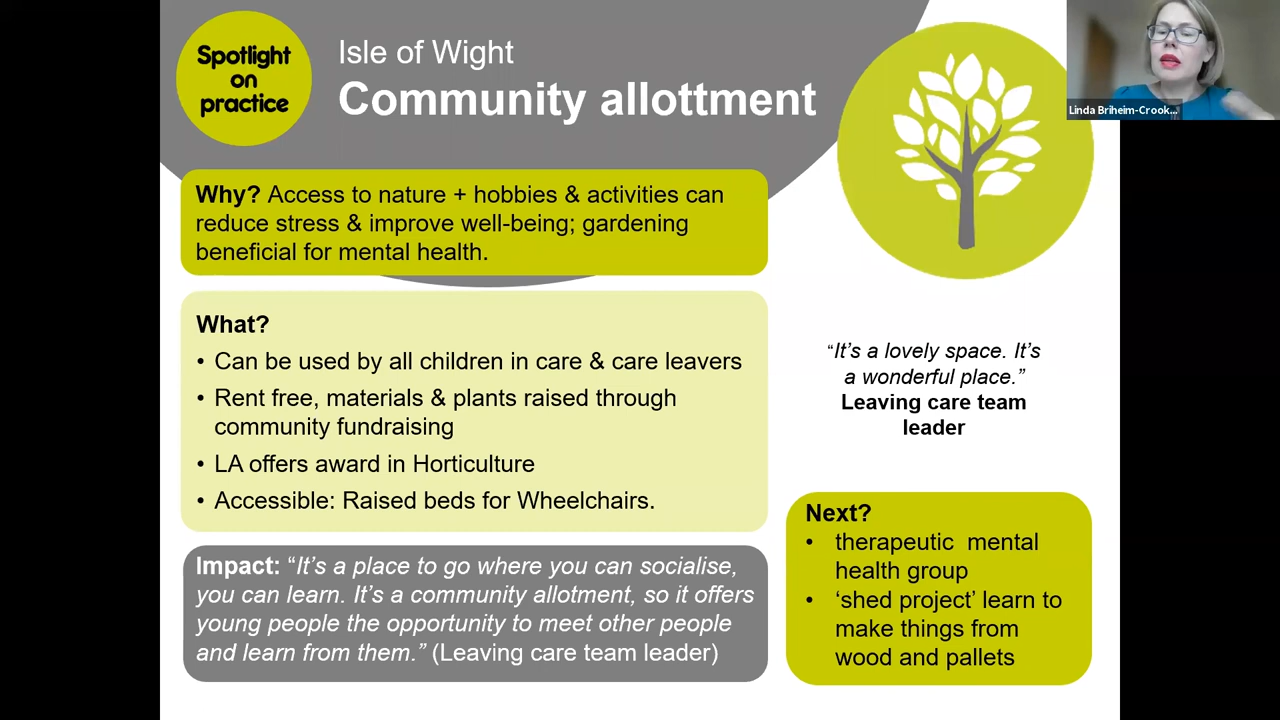 Spotlight
on
practice
Isle of Wight
Community allottment
Linda Briheim-Crook...
Why? Access to nature + hobbies & activities can
reduce stress & improve well-being; gardening
beneficial for mental health.
What?
• Can be used by all children in care & care leavers
• Rent free, materials & plants raised through
community fundraising
• LA offers award in Horticulture
• Accessible: Raised beds for Wheelchairs.
Impact: “It’s a place to go where you can socialise,
you can learn. It’s a community allotment, so it offers
young people the opportunity to meet other people
and learn from them.” (Leaving care team leader)
“It’s a lovely space. It’s
a wonderful place.”
Leaving care team
leader
Next?
• therapeutic mental
health group
• ‘shed project’ learn to
make things from
wood and pallets